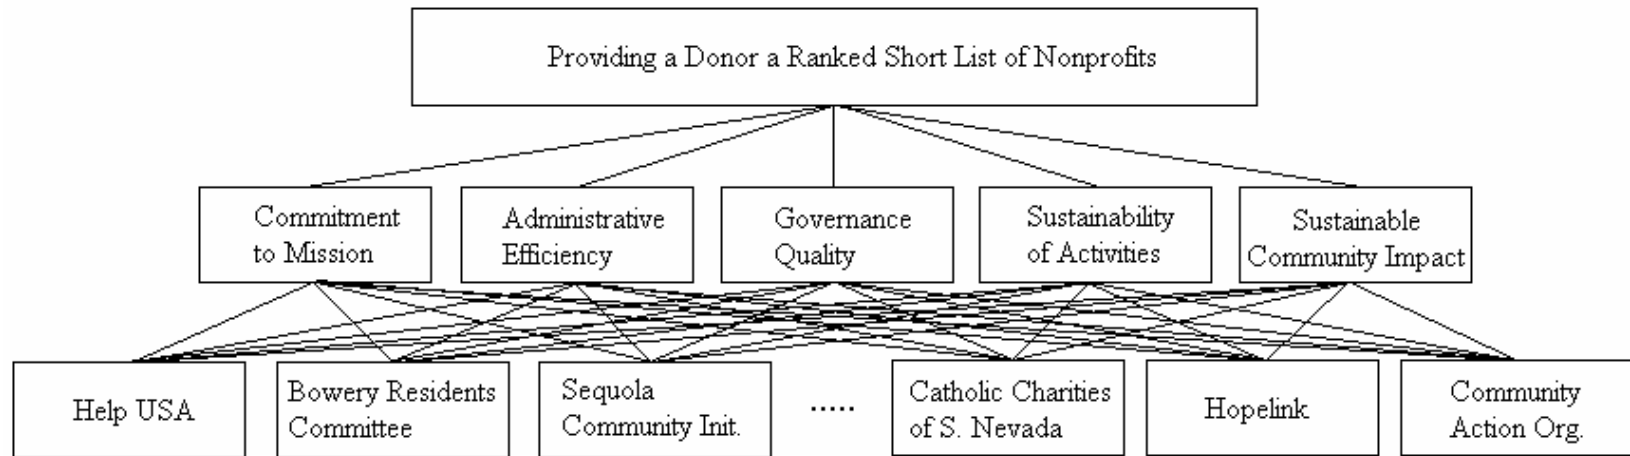 Providing a Donor a Ranked Short List of Nonprofits
Commitment
to Mission
Administrative
Efficiency
Governance
Quality
Sustainability
of Activities
Sustainable
Community Impact
Help USA
Bowery Residents
Committee
Sequola
Community Init.
.....
Catholic Charities
of S. Nevada
Hopelink
Community
Action Org.